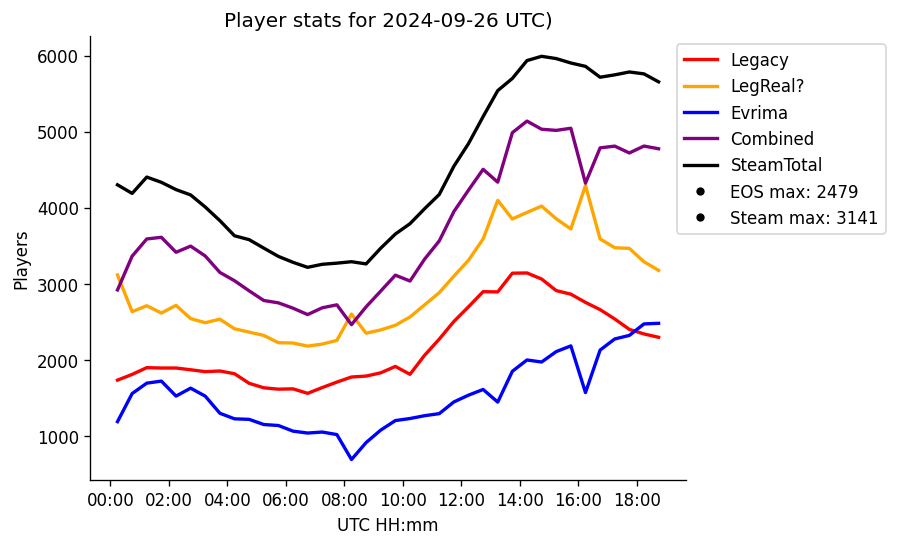 Player stats for 2024-09-26 UTC)
6000
5000
4000
3000
2000
1000
Players
00:00 02:00 04:00 06:00 08:00 10:00 12:00 14:00 16:00 18:00
UTC HH:mm
Legacy
LegReal?
Evrima
Combined
SteamTotal
EOS max: 2479
Steam max: 3141